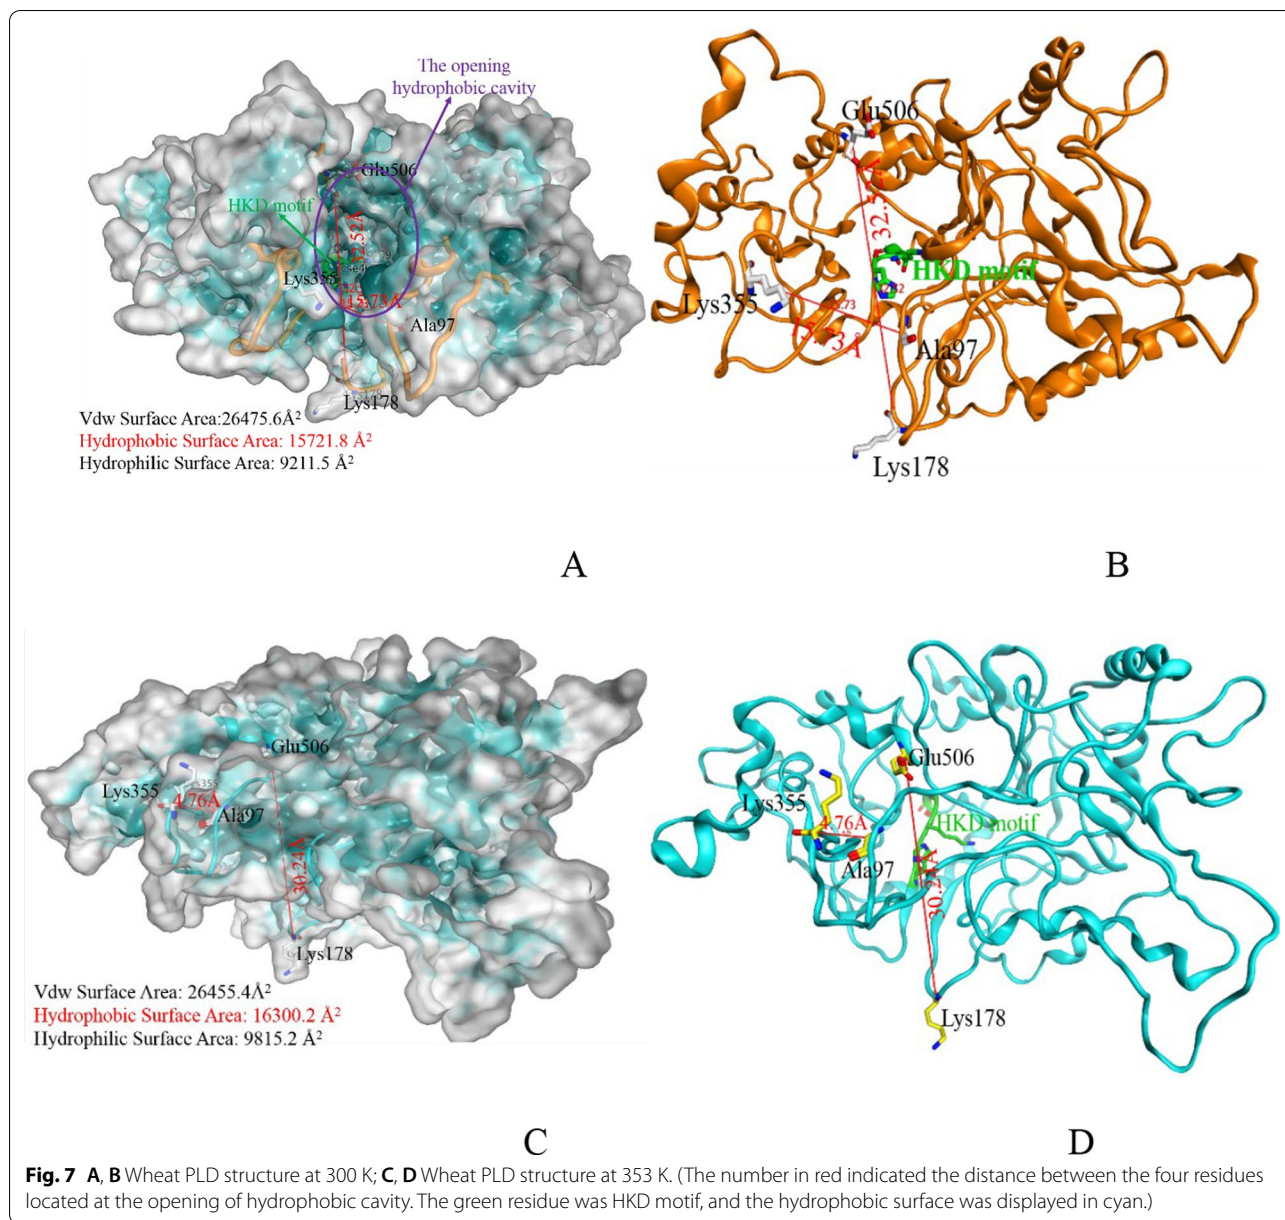 The opening
hydrophobic cavity
Glu506
HKD motif
32.52Å
Lys355
15.73Å
Ala97
Lys178
Vdw Surface Area:26475.6Å²
Hydrophobic Surface Area: 15721.8 Å²
Hydrophilic Surface Area: 9211.5 Å²
A
Glu506
HKD motif
Lys355
15.73Å
Ala97
Lys178
B
Glu506
Lys355
4.76Å
Ala97
30.24Å
Lys178
Vdw Surface Area: 26455.4Å²
Hydrophobic Surface Area: 16300.2 Å²
Hydrophilic Surface Area: 9815.2 Å²
C
Glu506
Lys355
4.76Å
HKD motif
Ala97
30.24Å
Lys178
D
Fig. 7 A, B Wheat PLD structure at 300 K; C, D Wheat PLD structure at 353 K. (The number in red indicated the distance between the four residues
located at the opening of hydrophobic cavity. The green residue was HKD motif, and the hydrophobic surface was displayed in cyan.)